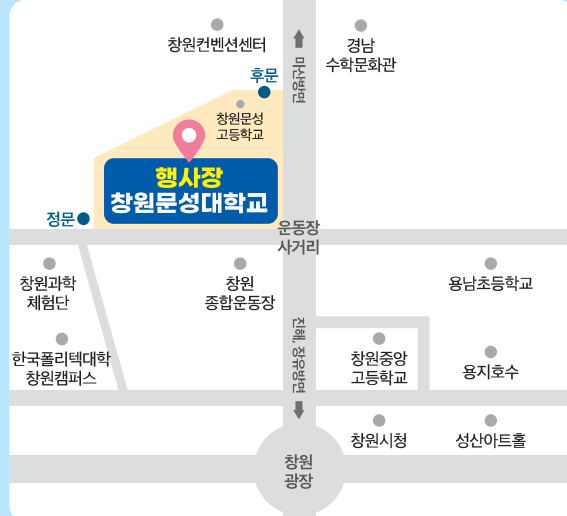 창원컨벤션센터
경남
수학문화관
마산방면
후문
창원문성
고등학교
행사장
창원문성대학교
정문
운동장
사거리
창원과학
체험단
창원
종합운동장
용남초등학교
진해, 장유방면
한국폴리텍대학
창원캠퍼스
창원중앙
고등학교
용지호수
창원시청
성산아트홀
창원
광장